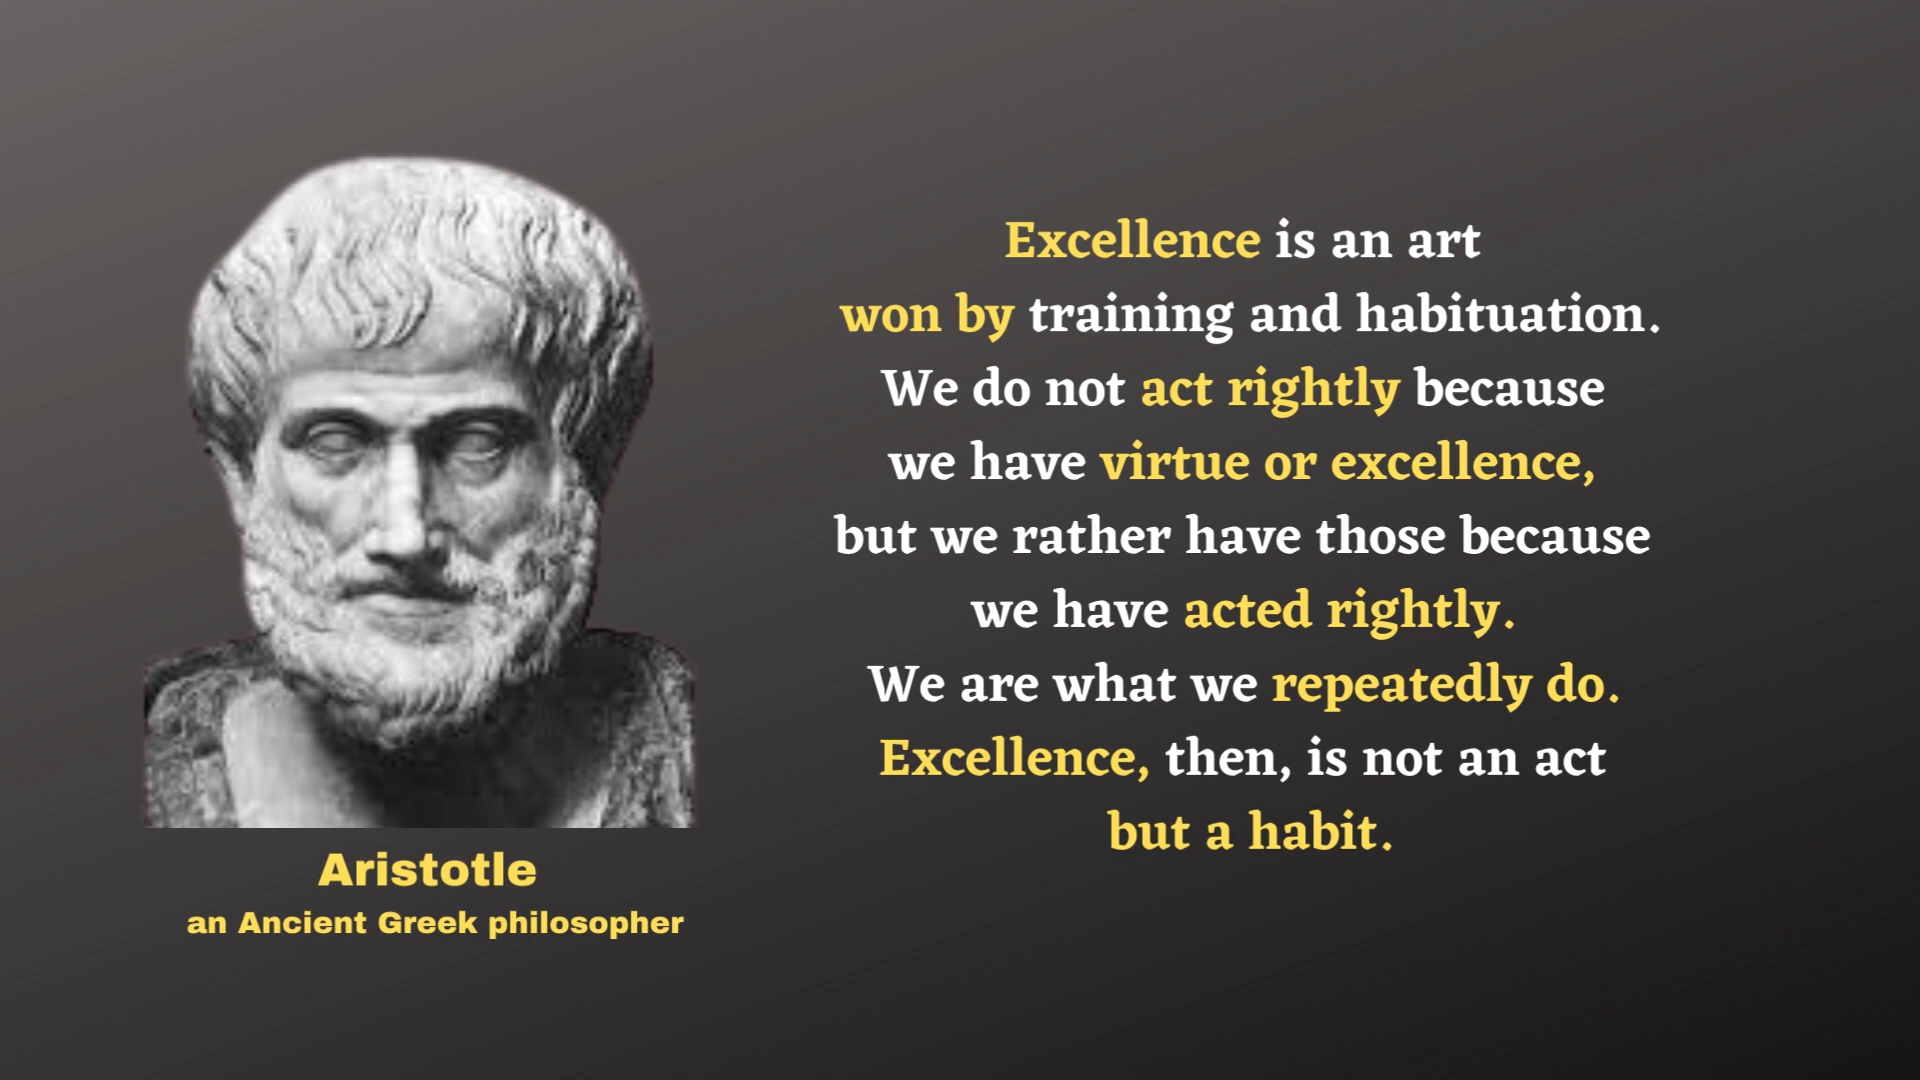 Excellence is an art
won by training and habituation.
We do not act rightly because
we have virtue or excellence,
but we rather have those because
we have acted rightly.
We are what we repeatedly do.
Excellence, then, is not an act
but a habit.
Aristotle
an Ancient Greek philosopher